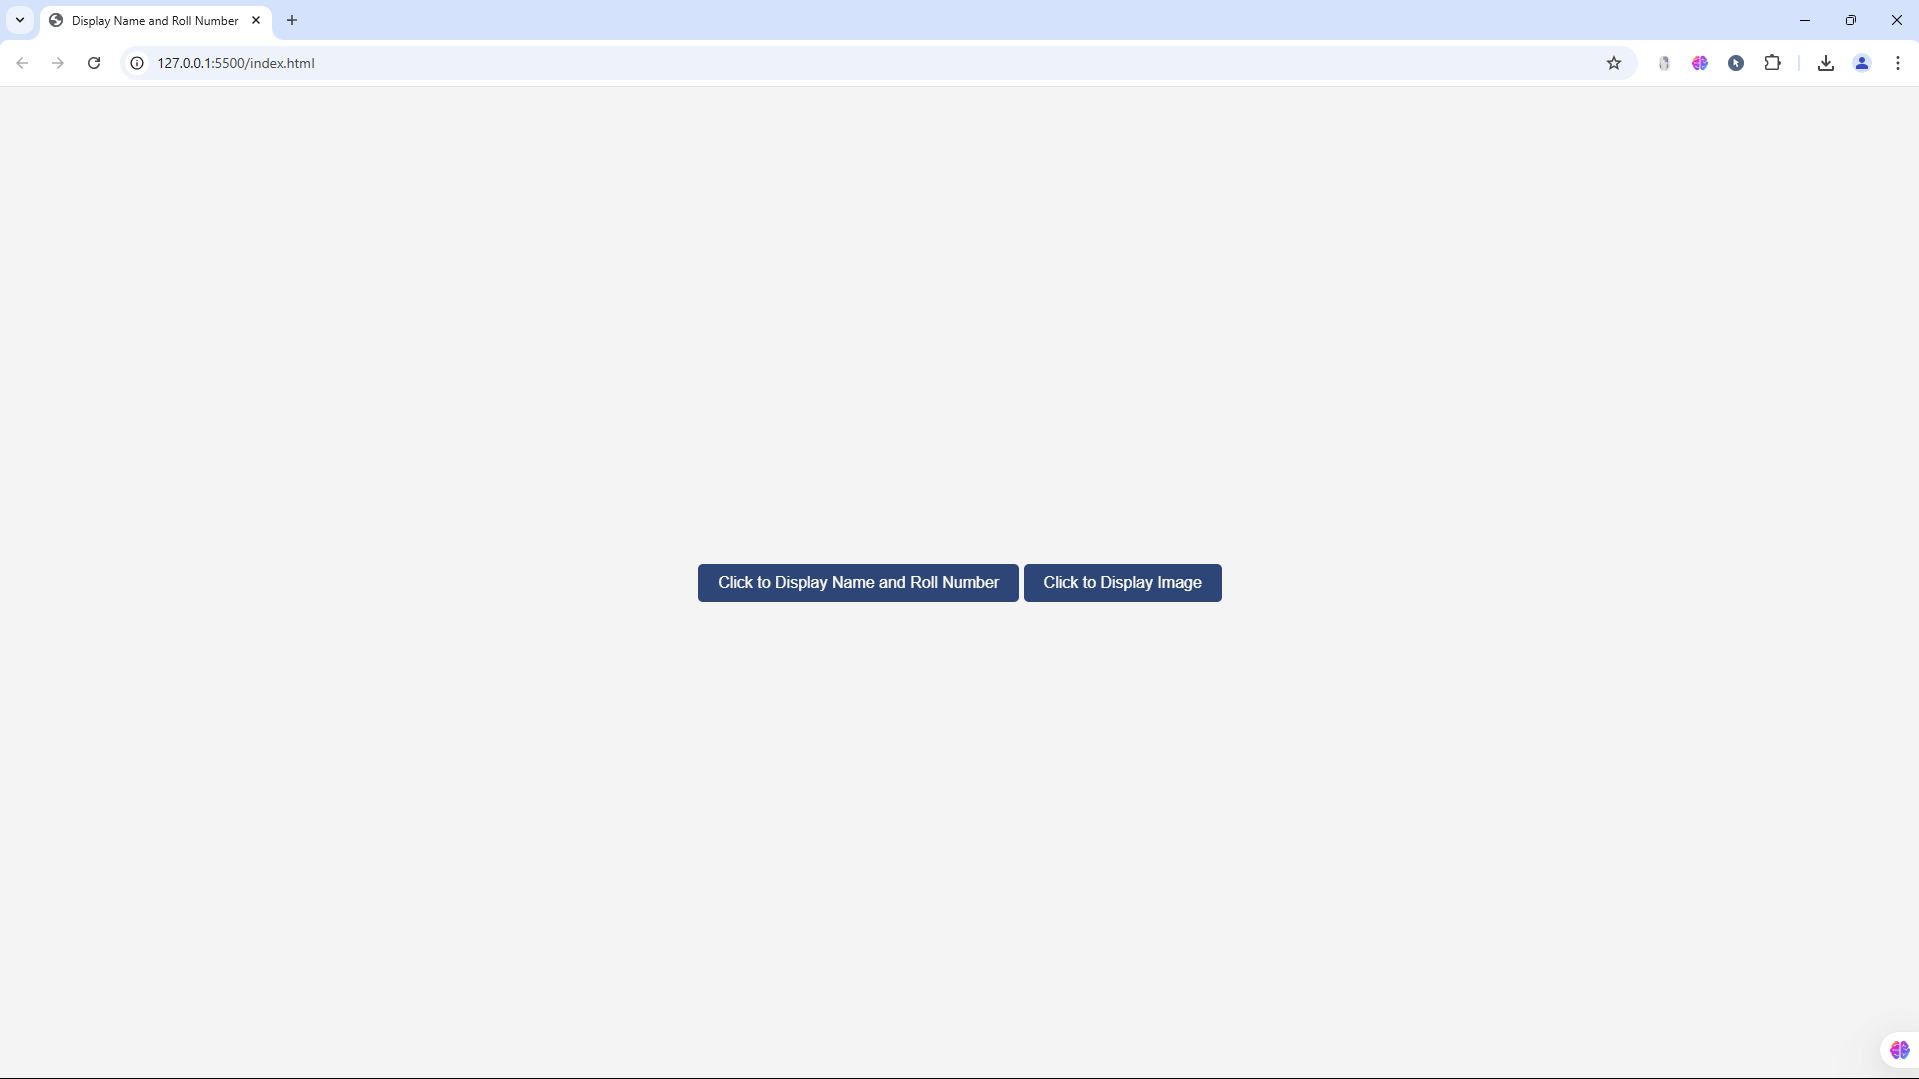 Display Name and Roll Number
127.0.0.1:5500/index.html
Click to Display Name and Roll Number
Click to Display Image